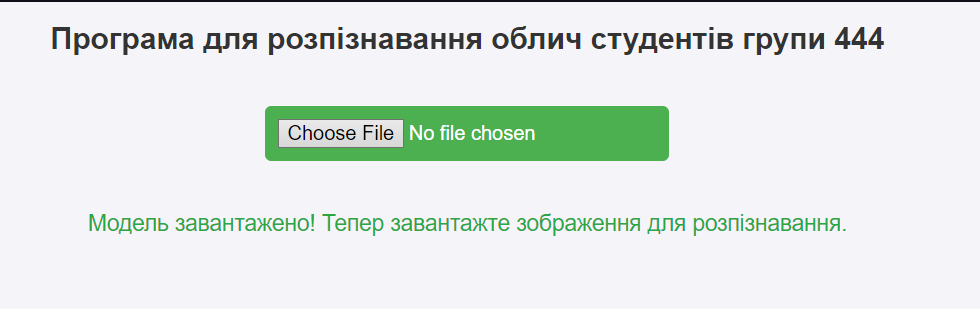 Програма для розпізнавання облич студентів групи 444
Choose File No file chosen
Модель завантажено! Тепер завантажте зображення для розпізнавання.